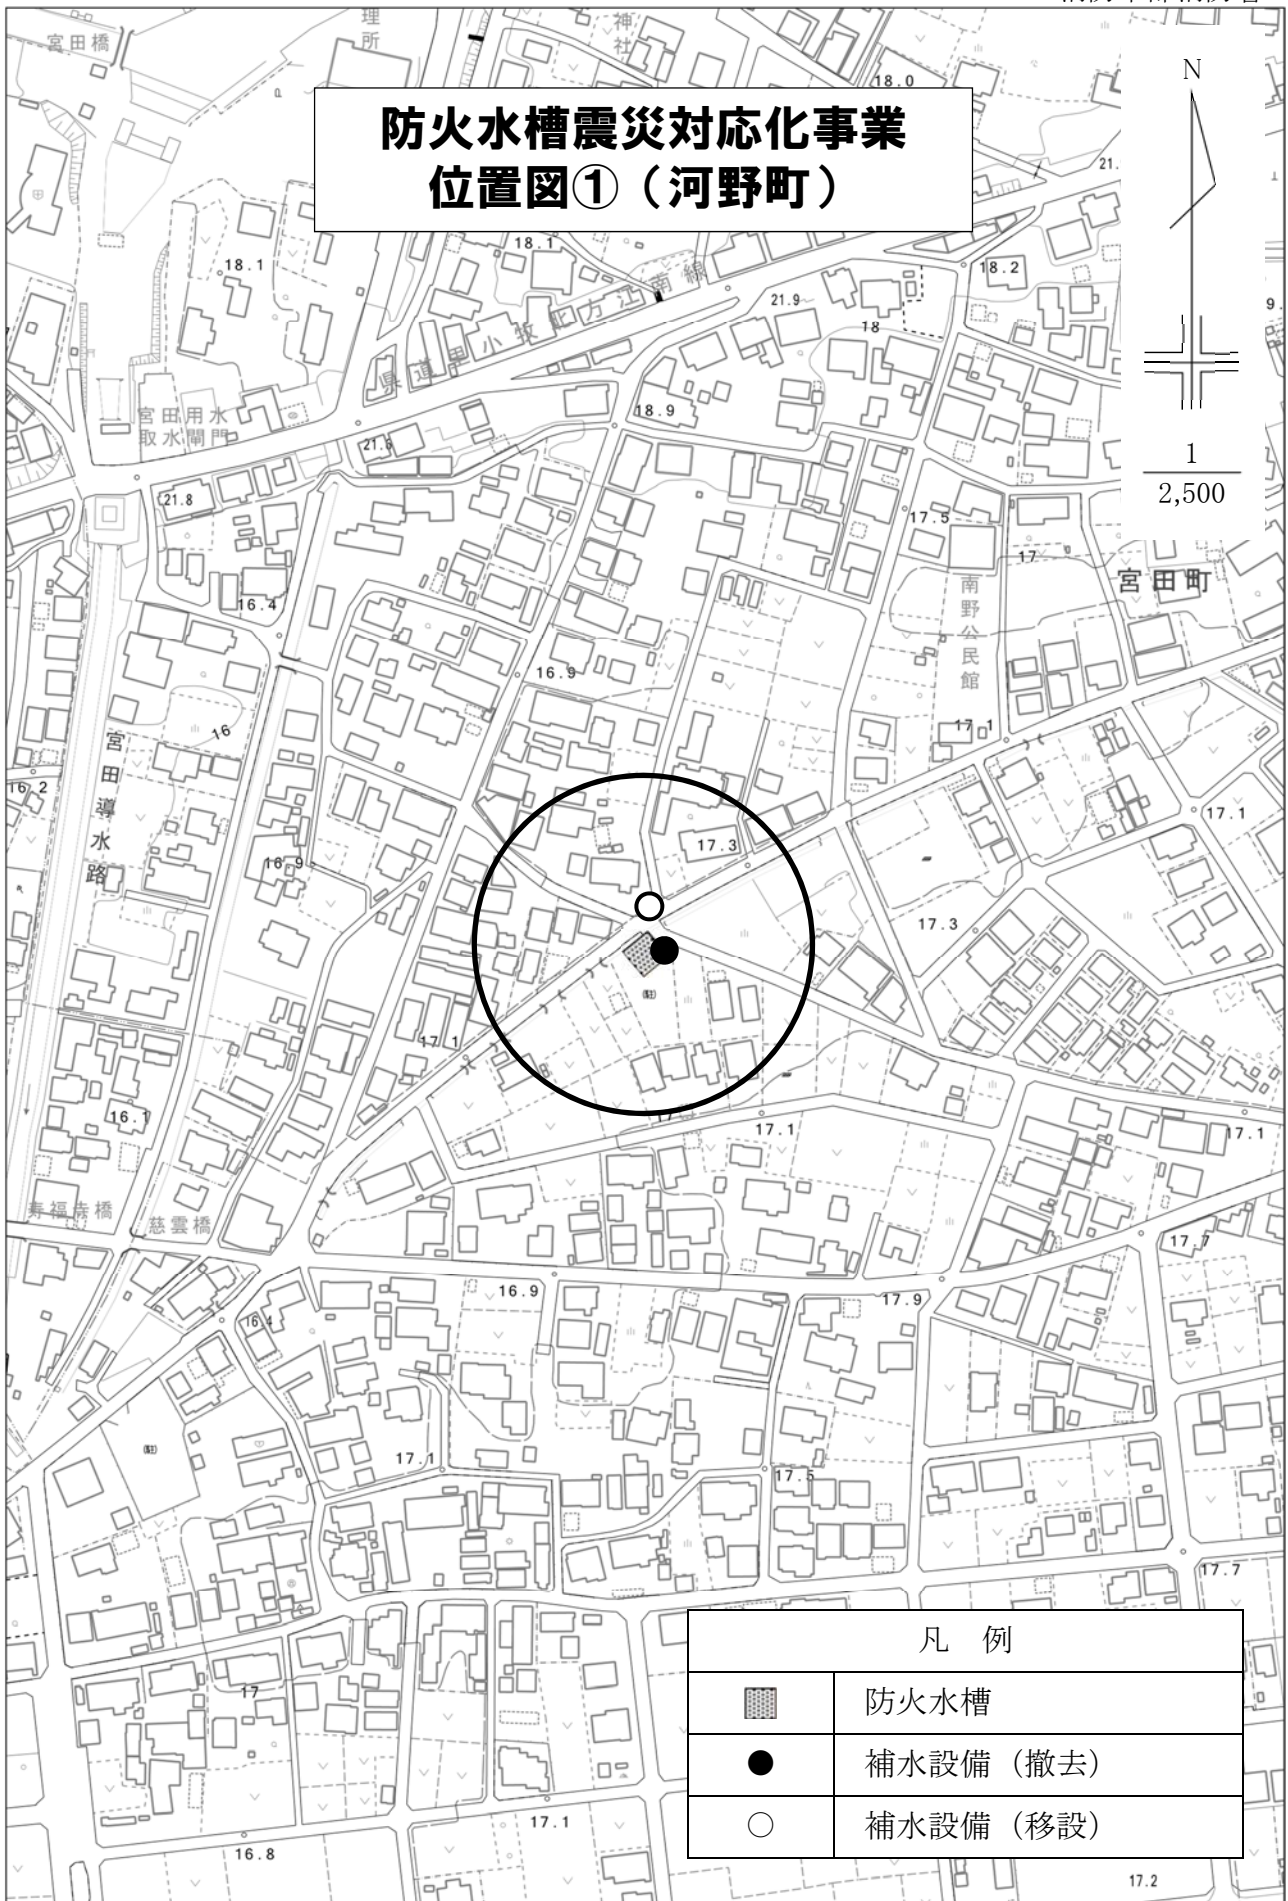 宮田橋
理所
神社
18.0
N
防火水槽震災対応化事業
位置図①（河野町）
21.
18.1
18.1
県道里小牧北方江南線
18.2
21.9
18
9
宮田用水
取水閘門
18.9
21.8
21.8
1
2,500
17.5
17
宮田町
南野公民館
16.4
16.9
17.1
16
宮田導水路
16.2
17.1
17.3
16.9
17.3
17.1
16.1
17.1
17.1
寿福寺橋
慈雲橋
17.7
16.9
17.9
16.4
17.1
17.5
17.7
凡 例
防火水槽
補水設備（撤去）
補水設備（移設）
17
17.1
16.8
17.2